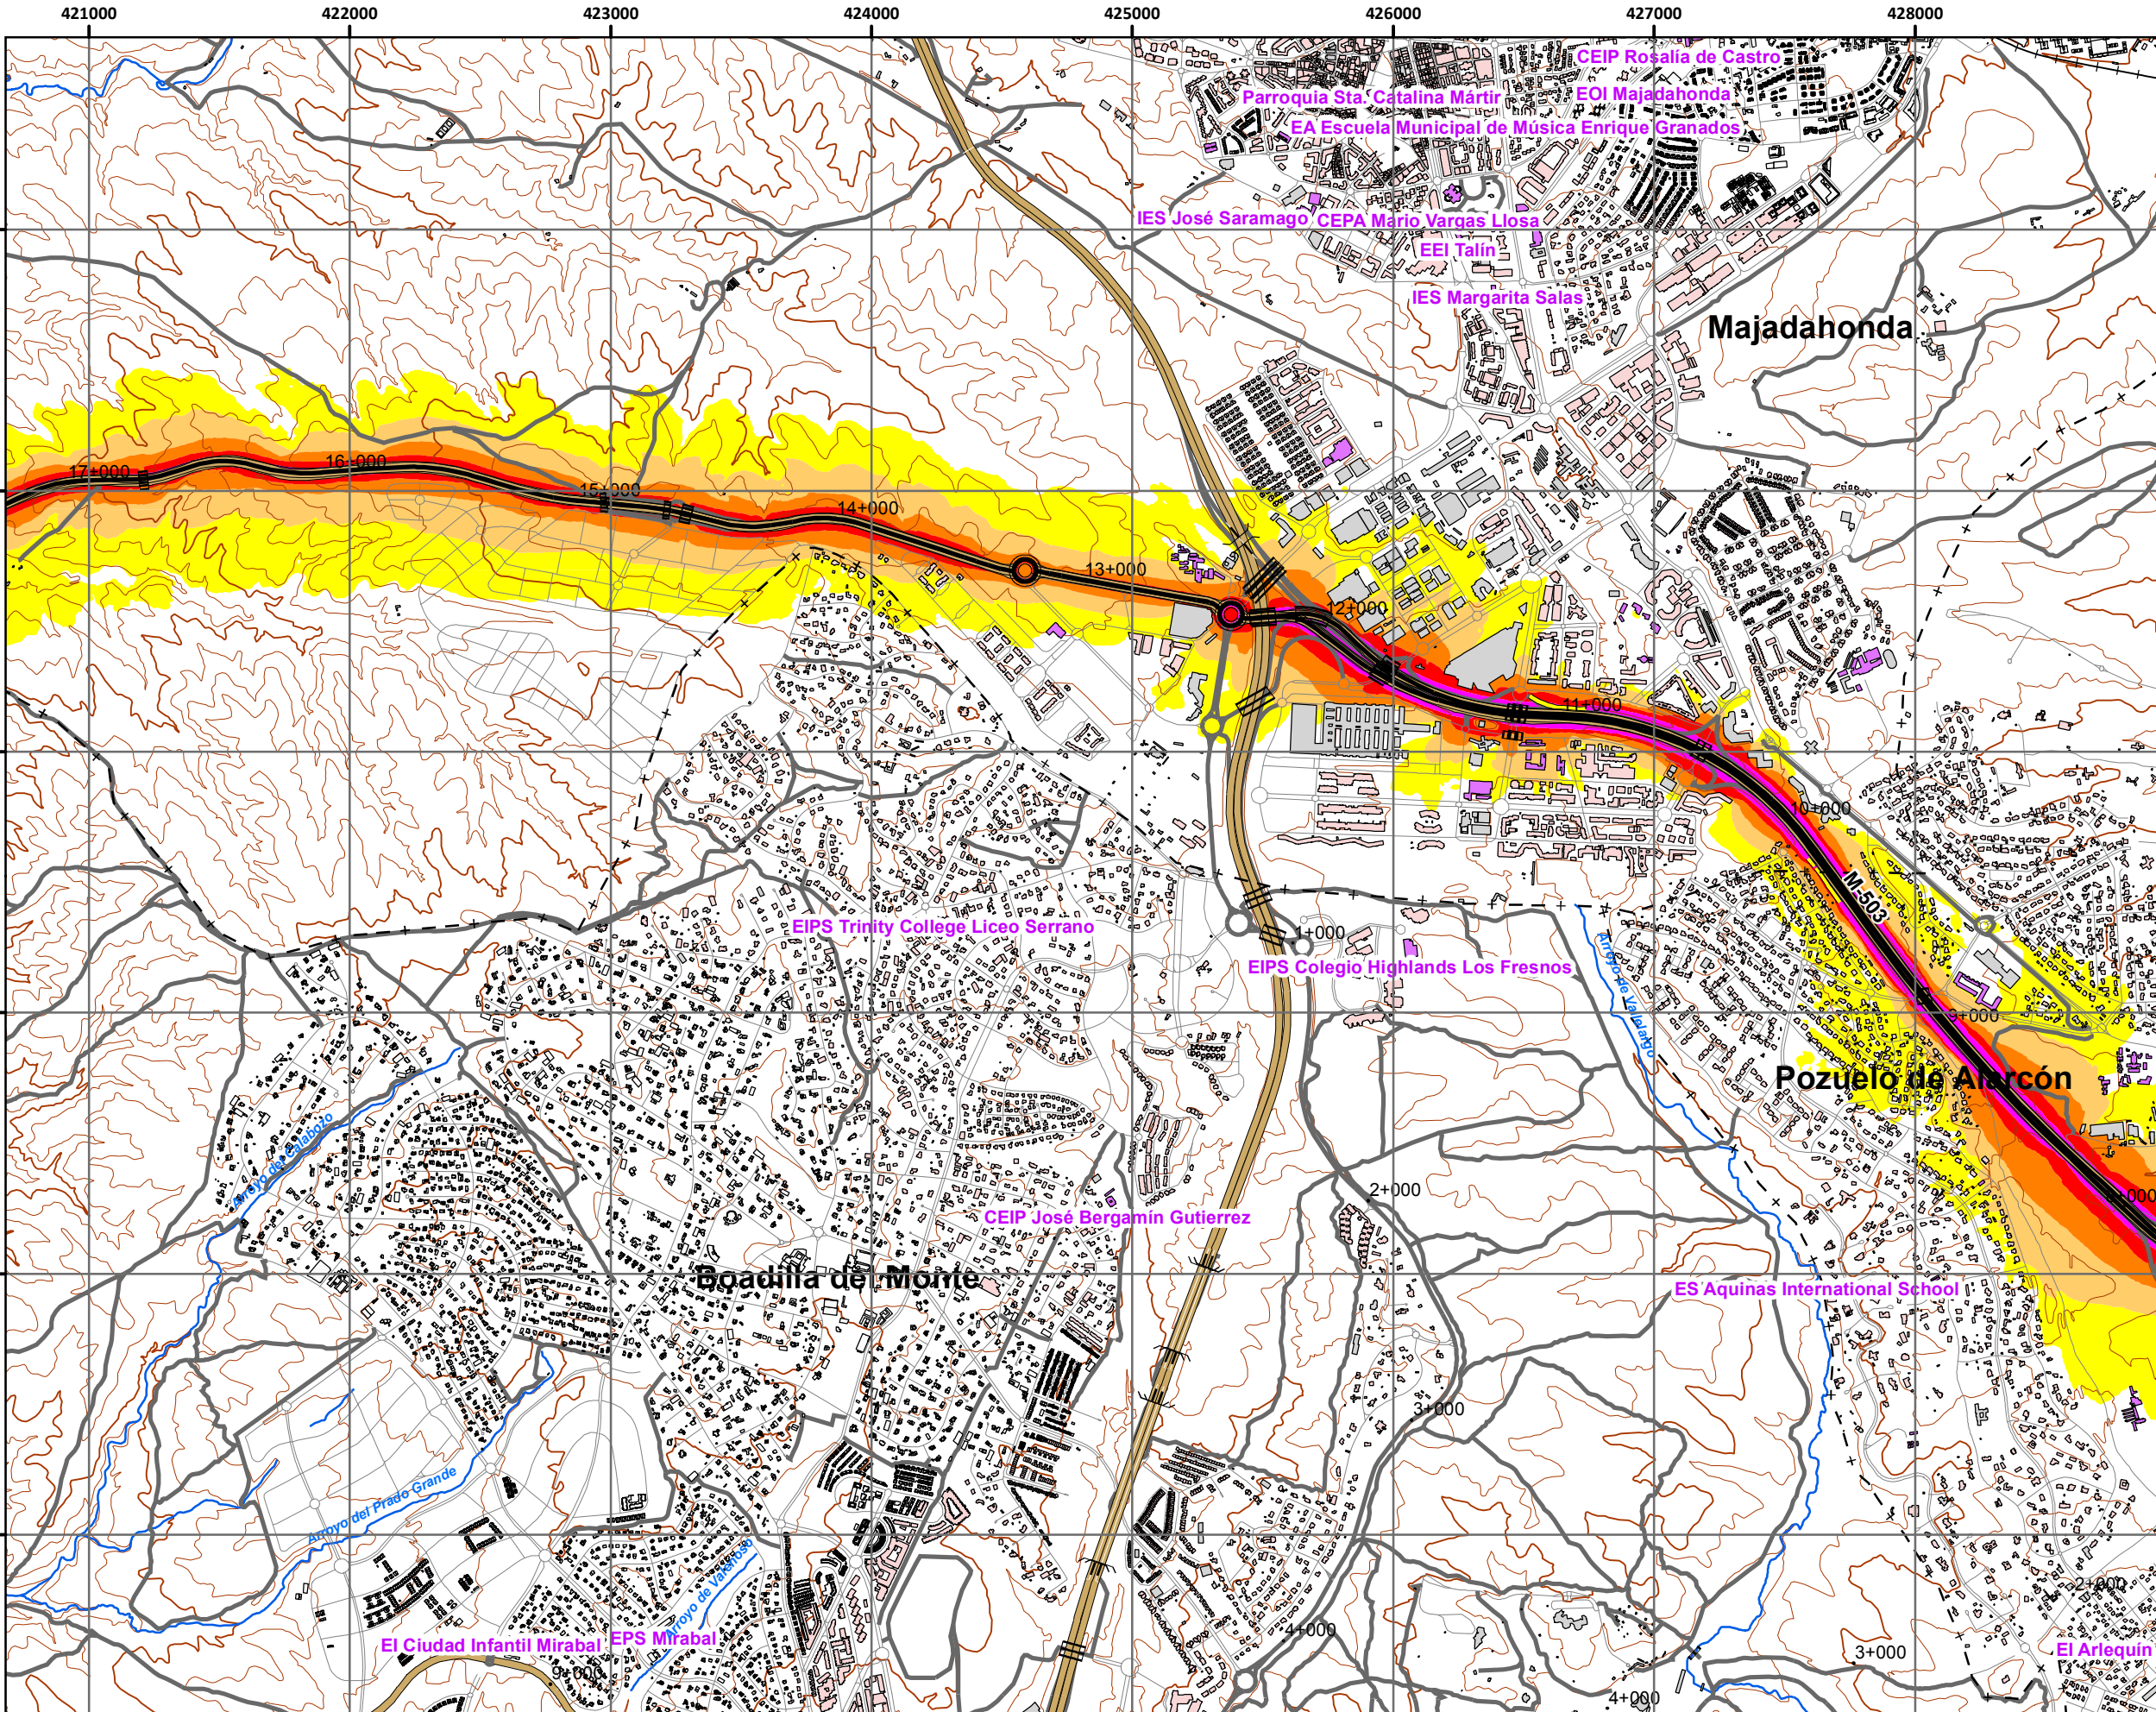 421000 422000 423000 424000 425000 426000 427000 428000
CEIP Rosalía de Castro
Parroquia Sta. Catalina Mártir
EOI Majadahonda
EA Escuela Municipal de Música Enrique Granados
IES José Saramago
CEPA Mario Vargas Llosa
EEI Talín
IES Margarita Salas
Majadahonda
17+000
16+000
15+000
14+000
13+000
12+000
11+000
10+000
M-503
9+000
8+000
EIPS Trinity College Liceo Serrano
1+000
EIPS Colegio Highlands Los Fresnos
Arroyo de Valdelago
Pozuelo de Alarcón
Arroyo del Calabozo
2+000
CEIP José Bergamín Gutierrez
Boadilla del Monte
ES Aquinas International School
3+000
Arroyo del Prado Grande
Arroyo de Valenoso
2+000
4+000
EI Ciudad Infantil Mirabal
EPS Mirabal
3+000
EI Arlequín
9+000
4+000